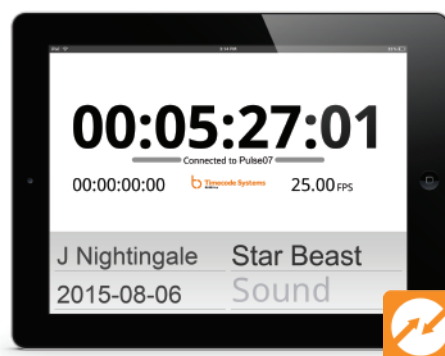 iPad
00:05:27:01
Connected to Pulse07
00:00:00:00 Timecode Systems 25.00 FPS
J Nightingale Star Beast
2015-08-06 Sound